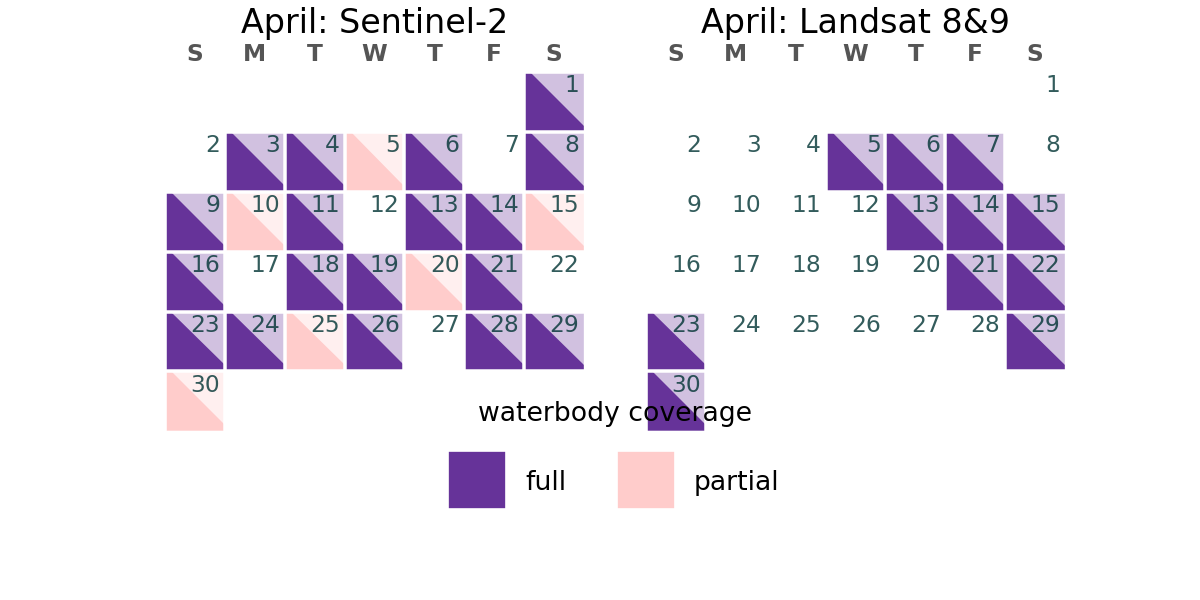 April: Sentinel-2
S M T W T F S
1
2 3 4 5 6 7 8
9 10 11 12 13 14 15
16 17 18 19 20 21 22
23 24 25 26 27 28 29
30
April: Landsat 8&9
S M T W T F S
1
2 3 4 5 6 7 8
9 10 11 12 13 14 15
16 17 18 19 20 21 22
23 24 25 26 27 28 29
30
waterbody coverage
full partial